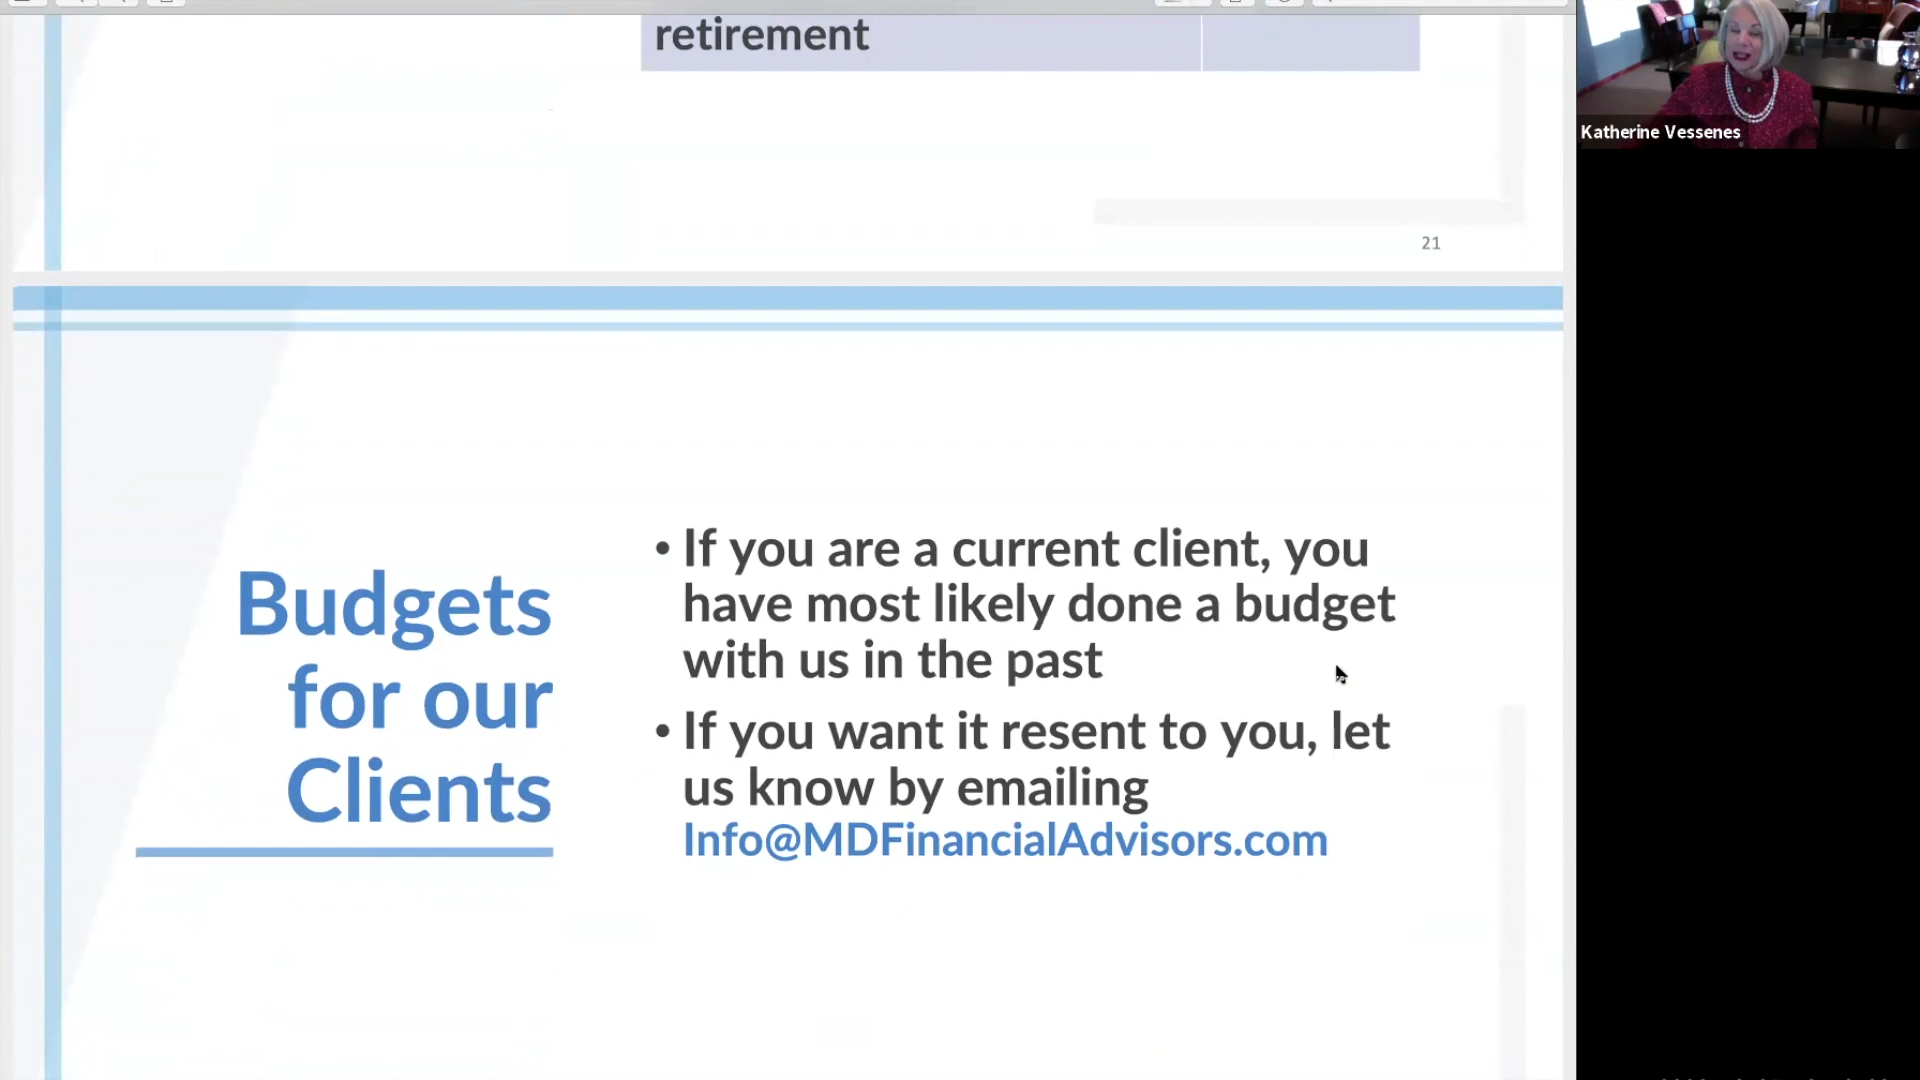 retirement
Katherine Vessenes
21
Budgets
for our
Clients
• If you are a current client, you
have most likely done a budget
with us in the past
• If you want it resent to you, let
us know by emailing
Info@MDFinancialAdvisors.com